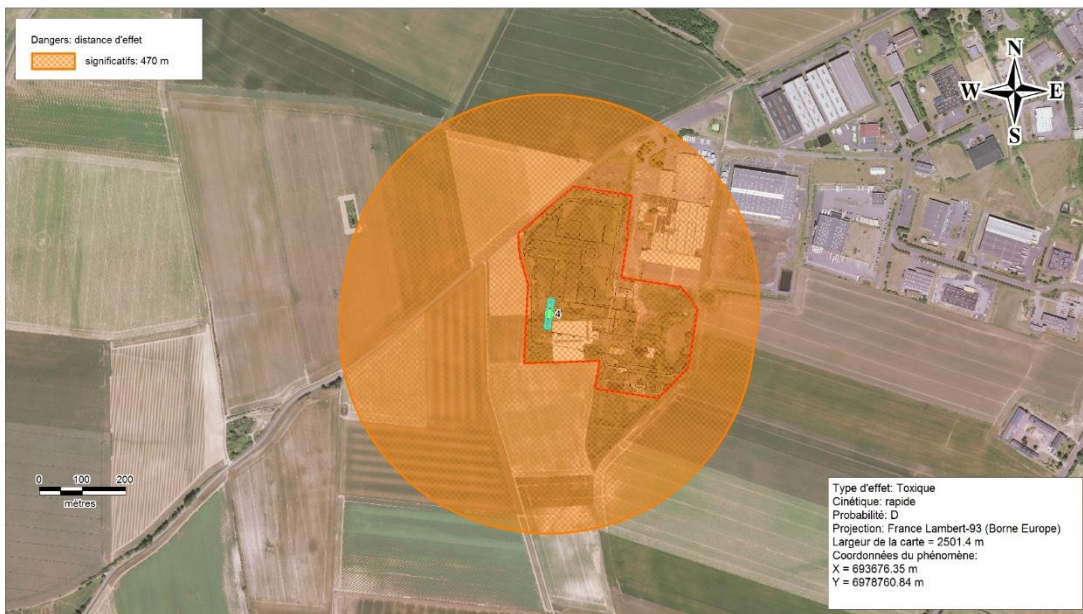 Dangers: distance d'effet
significatifs: 470 m
N
W E
S
4
0 100 200
mètres
Type d'effet: Toxique
Cinétique: rapide
Probabilité: D
Projection: France Lambert-93 (Borne Europe)
Largeur de la carte = 2501.4 m
Coordonnées du phénomène:
X = 693676.35 m
Y = 6978760.84 m